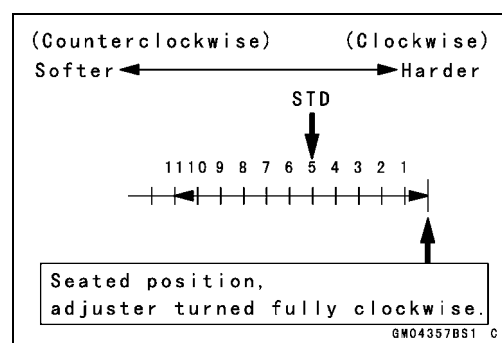 (Counterclockwise) (Clockwise)
Softer Harder
STD
11 10 9 8 7 6 5 4 3 2 1
Seated position,
adjuster turned fully clockwise.
GM04357BS1 C